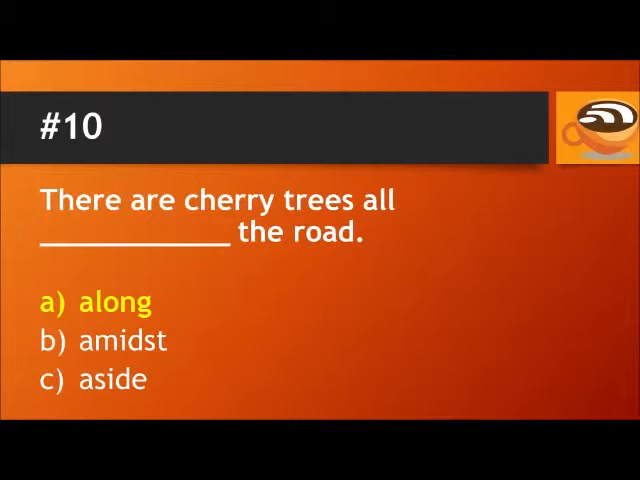 #10
There are cherry trees all
_____________ the road.
a) along
b) amidst
c) aside